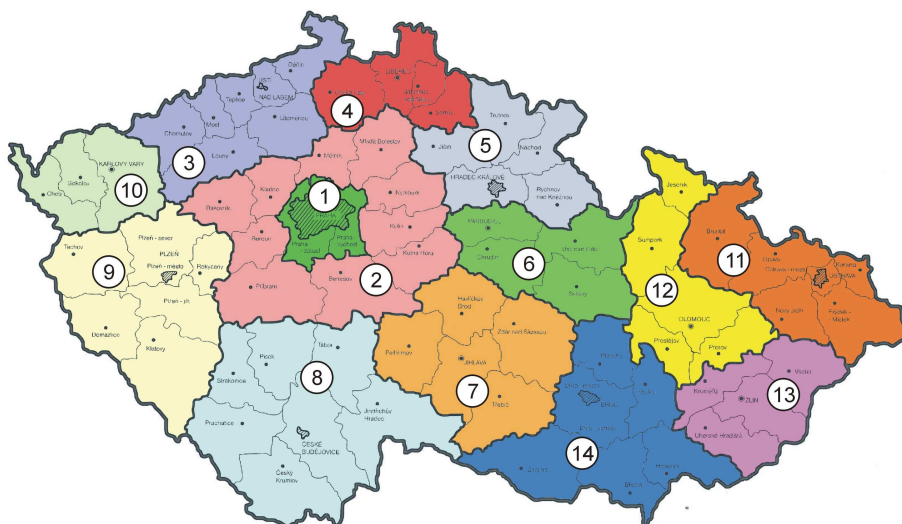 Děčín
LIBEREC
ÚSTÍ
NAD LABEM
Teplice
4
Semily
Most
Litoměřice
Chomutov
Trutnov
Mladá Boleslav
5
Jičín
Náchod
3
Louny
Mělník
KARLOVY VARY
HRADEC KRÁLOVÉ
Sokolov
10
Cheb
Kladno
1
Nymburk
Rychnov
nad Kněžnou
Jeseník
Rakovník
PRAHA
PARDUBICE
Bruntál
Tachov
Plzeň - sever
Beroun
Praha
západ
Praha
východ
Kolín
Ústí nad Orlicí
Šumperk
Opava
11
Karviná
OSTRAVA
PLZEŇ
9
Plzeň - město
Rokycany
Kutná Hora
Chrudim
6
2
Benešov
12
Příbram
Svitavy
Plzeň - jih
Havlíčkův
Brod
Nový Jičín
Frýdek -
Místek
OLOMOUC
Domažlice
Klatovy
Tábor
Žďár nad Sázavou
Prostějov
Přerov
Písek
Pelhřimov
JIHLAVA
8
Strakonice
7
Vsetín
Kroměříž
13
ZLÍN
Třebíč
BRNO
Prachatice
Jindřichův
Hradec
Uherské Hradiště
ČESKÉ
BUDĚJOVICE
14
Český
Krumlov
Znojmo
Hodonín
Břeclav